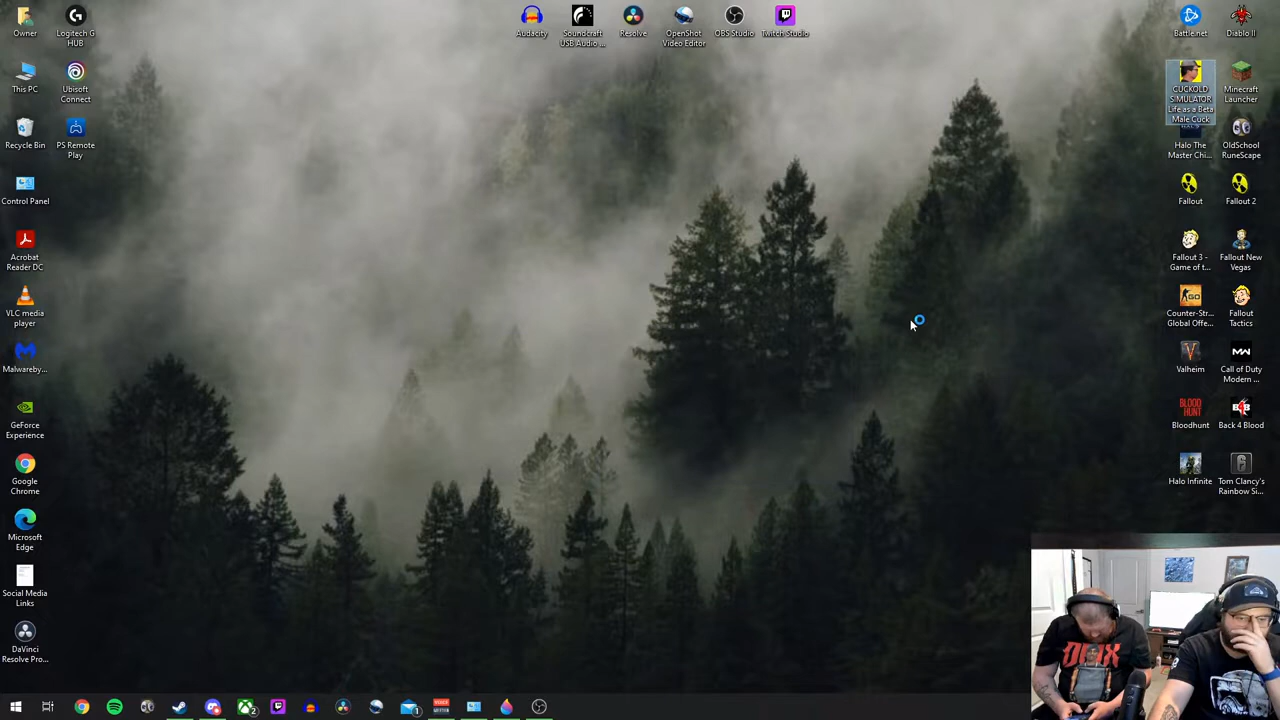 Owner
Logitech G
HUB
This PC
Ubisoft
Connect
Recycle Bin
PS Remote
Play
Control Panel
Acrobat
Reader DC
VLC media
player
Malwareby...
GeForce
Experience
Google
Chrome
Microsoft
Edge
Social Media
Links
DaVinci
Resolve Pro...
Audacity
Soundcraft
USB Audio ...
Resolve
OpenShot
Video Editor
OBS Studio
Twitch Studio
Battle.net
Diablo II
CUCKOLD
SIMULATOR
Life as a Beta
Male Cuck
Minecraft
Launcher
Halo The
Master Chi...
OldSchool
RuneScape
Fallout
Fallout 2
Fallout 3 -
Game of t...
Fallout New
Vegas
GO
Counter-Str...
Global Offe...
Fallout
Tactics
Valheim
MW
Call of Duty
Modern ...
BLOOD
HUNT
Bloodhunt
B4B
Back 4 Blood
Halo Infinite
Tom Clancy's
Rainbow Si...